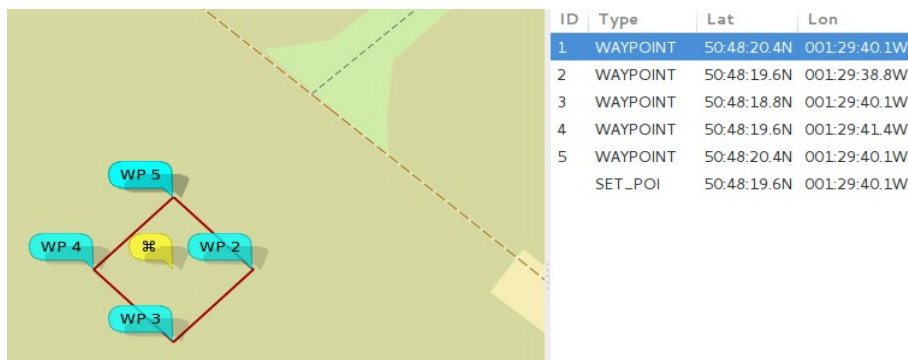 WP 5
WP 4
⌘
WP 2
WP 3
ID Type Lat Lon
1 WAYPOINT 50:48:20.4N 001:29:40.1W
2 WAYPOINT 50:48:19.6N 001:29:38.8W
3 WAYPOINT 50:48:18.8N 001:29:40.1W
4 WAYPOINT 50:48:19.6N 001:29:41.4W
5 WAYPOINT 50:48:20.4N 001:29:40.1W
SET_POI 50:48:19.6N 001:29:40.1W